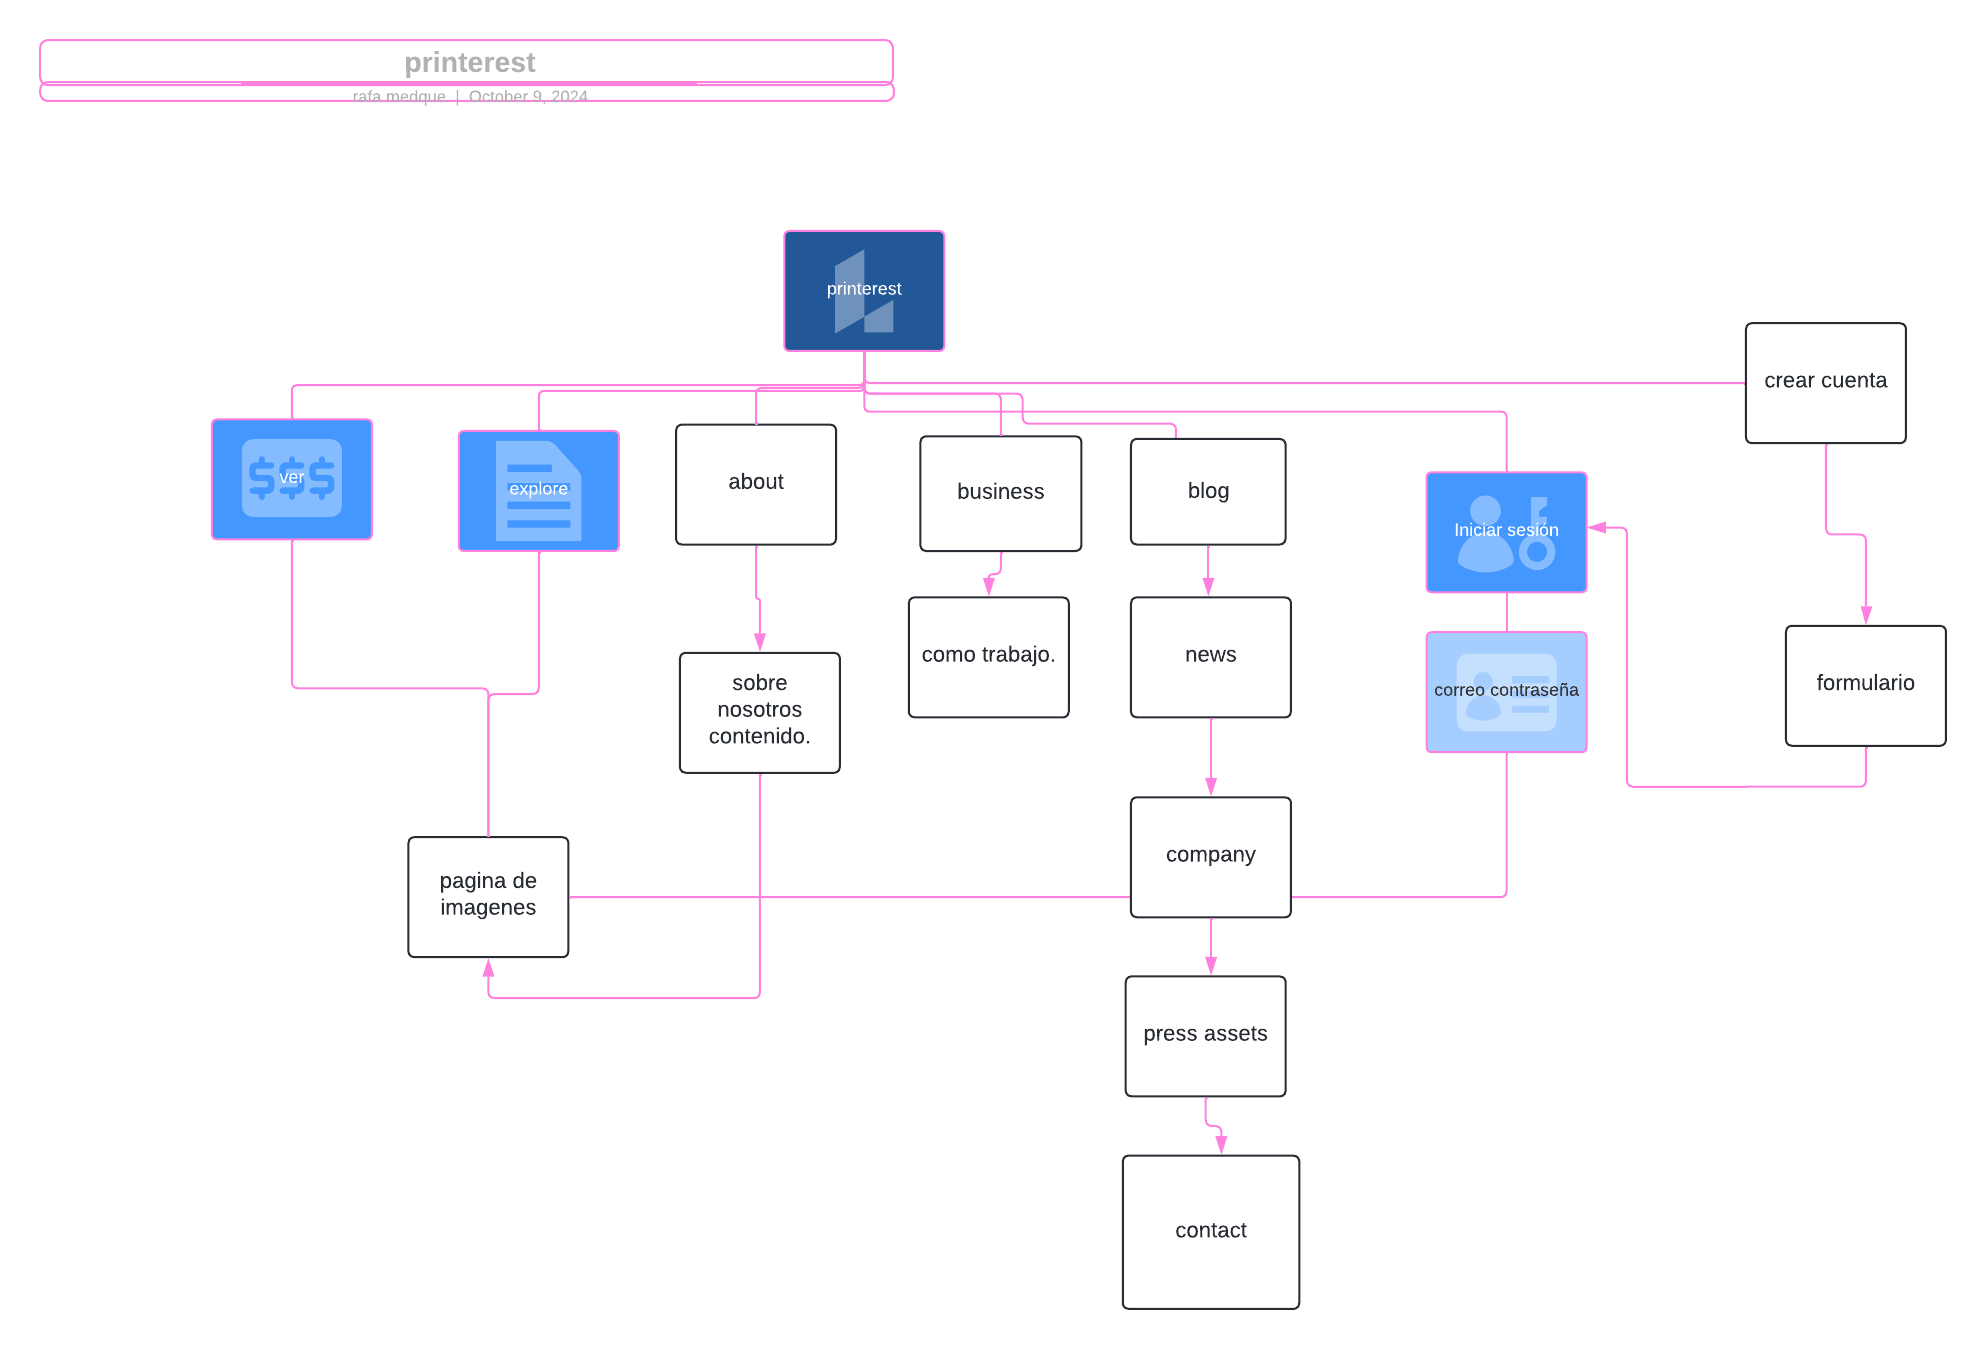 printerest
rafa medque | October 9, 2024
printerest
crear cuenta
ver
explore
about
business
blog
Iniciar sesión
sobre
nosotros
contenido.
como trabajo.
news
correo contraseña
formulario
pagina de
imagenes
company
press assets
contact